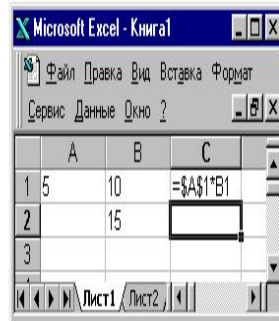 Microsoft Excel - Книга1
Файл Правка Вид Вставка Формат
Сервис Данные Окно ?
A B C
1 5 10 =$A$1*B1
2 15
3
Лист1 Лист2